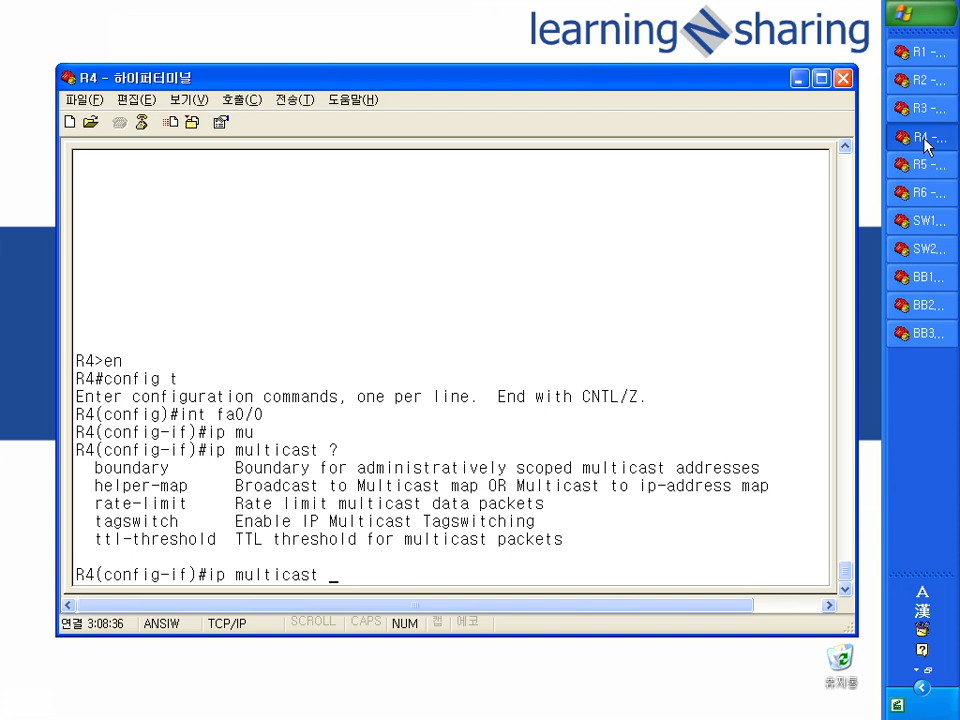 learning N sharing
R4 - 하이퍼터미널
파일(F) 편집(E) 보기(V) 호출(C) 전송(T) 도움말(H)
R4>en
R4#config t
Enter configuration commands, one per line.  End with CNTL/Z.
R4(config)#int fa0/0
R4(config-if)#ip mu
R4(config-if)#ip multicast ?
  boundary       Boundary for administratively scoped multicast addresses
  helper-map     Broadcast to Multicast map OR Multicast to ip-address map
  rate-limit     Rate limit multicast data packets
  tagswitch      Enable IP Multicast Tagswitching
  ttl-threshold  TTL threshold for multicast packets
R4(config-if)#ip multicast _
연결 3:08:36 ANSIW TCP/IP SCROLL CAPS NUM 캡 에코
휴지통
R1 -...
R2 -...
R3 -...
R4 -...
R5 -...
R6 -...
SW1...
SW2...
BB1...
BB2...
BB3...
A
漢